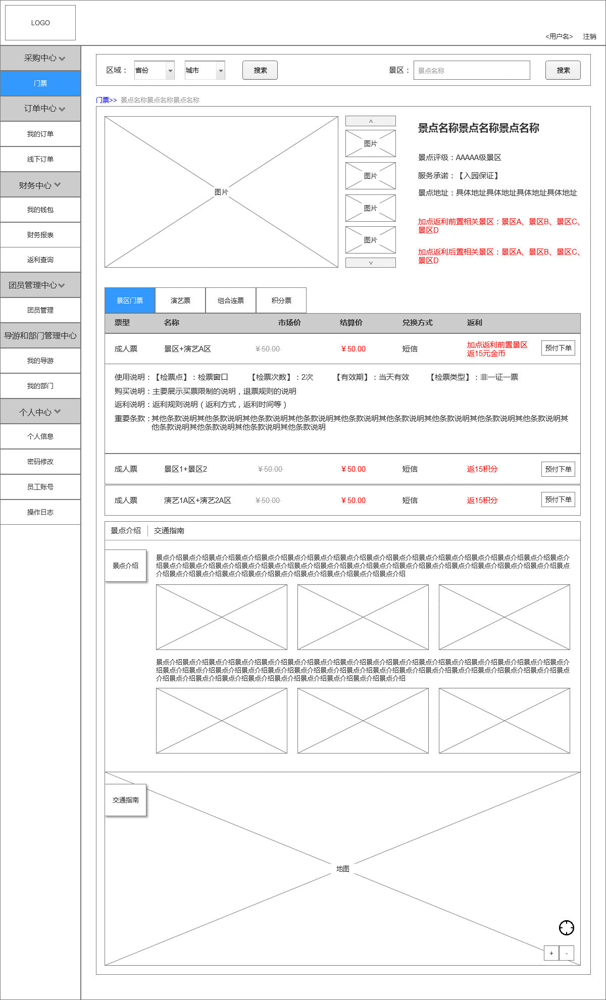 LOGO
<用户名> 注销
采购中心
门票
订单中心
我的订单
线下订单
财务中心
我的钱包
财务报表
返利查询
团员管理中心
团员管理
导游和部门管理中心
我的导游
我的部门
个人中心
个人信息
密码修改
员工账号
操作日志
区域： 省份 城市 搜索 景区： 景点名称 搜索
门票>> 景点名称景点名称景点名称
图片
图片
图片
图片
图片
景点名称景点名称景点名称
景点评级：AAAAA级景区
服务承诺：【入园保证】
景点地址：具体地址具体地址具体地址具体地址
加点返利前置相关景区：景区A、景区B、景区C、
景区D
加点返利后置相关景区：景区A、景区B、景区C、
景区D
景区门票 演艺票 组合连票 积分票
票型 名称 市场价 结算价 兑换方式 返利
成人票 景区+演艺A区 ￥50.00 ￥50.00 短信 加点返利前置景区
返15元金币 预付下单
使用说明：【检票点】：检票窗口 【检票次数】：2次 【有效期】：当天有效 【检票类型】：非一证一票
购买说明：主要展示买票限制的说明，退票规则的说明
返利说明：返利规则说明（返利方式，返利时间等）
重要条款：其他条款说明其他条款说明其他条款说明其他条款说明其他条款说明其他条款说明其他条款说明其他条款说明其他条款说明其
他条款说明其他条款说明其他条款说明其他条款说明
成人票 景区1+景区2 ￥50.00 ￥50.00 短信 返15积分 预付下单
成人票 演艺1A区+演艺2A区 ￥50.00 ￥50.00 短信 返15积分 预付下单
景点介绍 交通指南
景点介绍
景点介绍景点介绍景点介绍景点介绍景点介绍景点介绍景点介绍景点介绍景点介绍景点介绍景点介绍景点介绍景点介绍景点介绍景点介绍景点介
绍景点介绍景点介绍景点介绍景点介绍景点介绍景点介绍景点介绍景点介绍景点介绍景点介绍景点介绍景点介绍景点介绍景点介绍景点介绍景点
介绍景点介绍景点介绍景点介绍景点介绍景点介绍景点介绍景点介绍景点介绍景点介绍
景点介绍景点介绍景点介绍景点介绍景点介绍景点介绍景点介绍景点介绍景点介绍景点介绍景点介绍景点介绍景点介绍景点介绍景点介绍景点介
绍景点介绍景点介绍景点介绍景点介绍景点介绍景点介绍景点介绍景点介绍景点介绍景点介绍景点介绍景点介绍景点介绍景点介绍景点介绍景点
介绍景点介绍景点介绍景点介绍景点介绍景点介绍景点介绍景点介绍景点介绍景点介绍
交通指南
地图
+ -